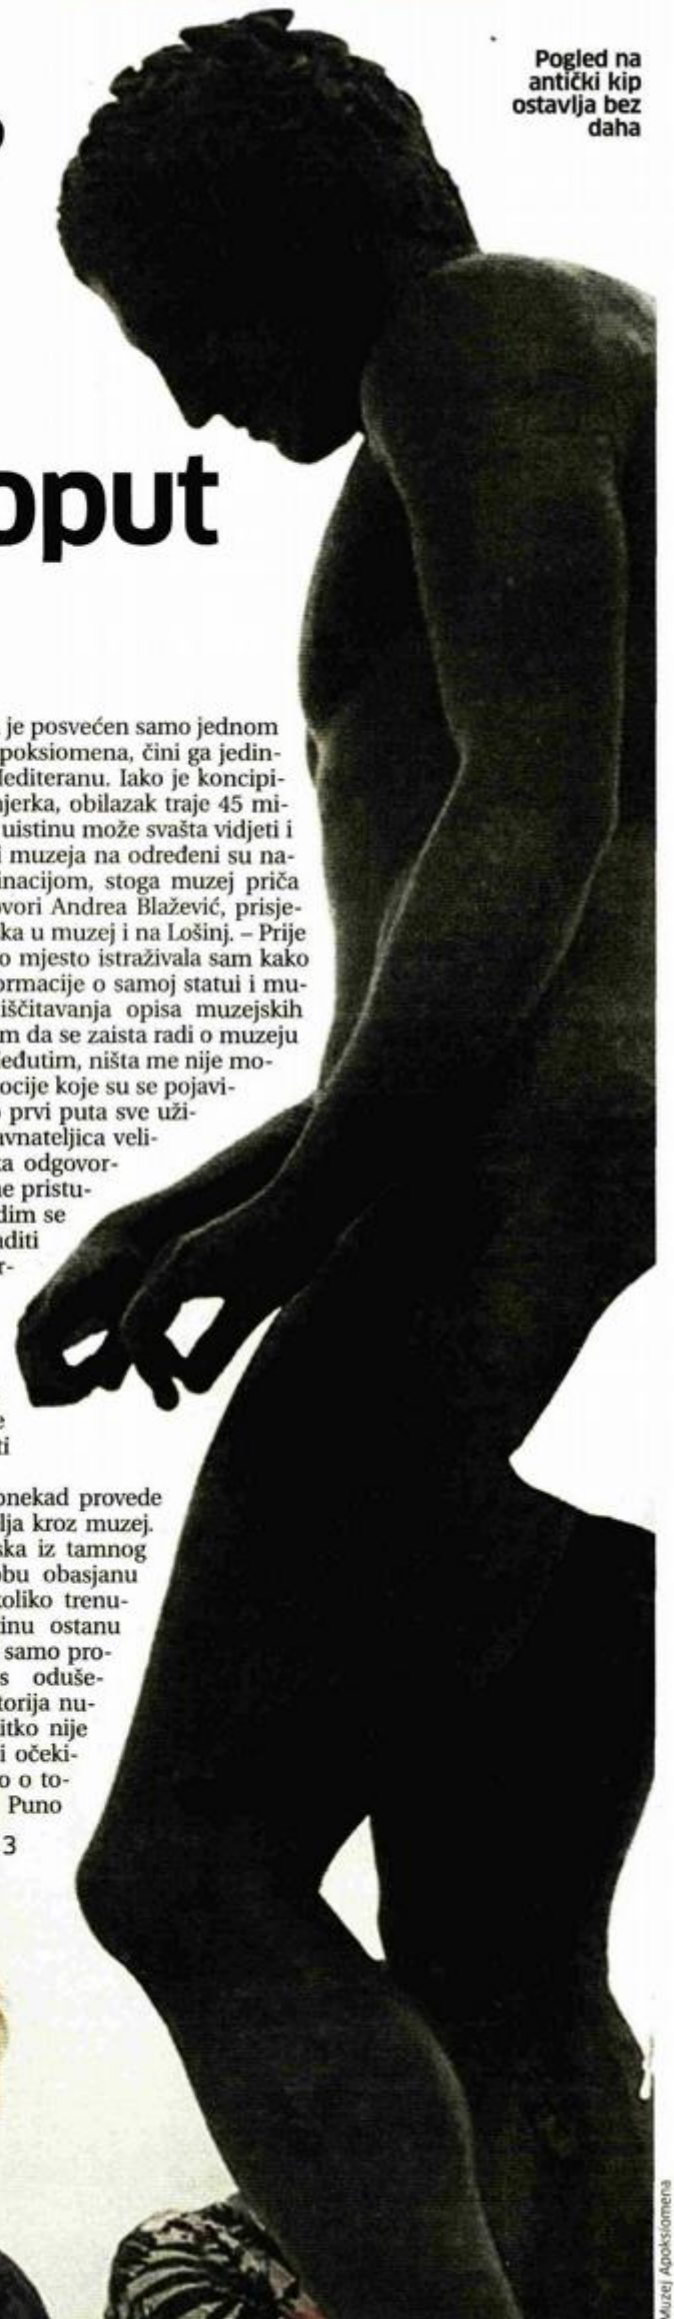 Pogled na
antički kip
ostavlja bez
daha
oput
je posvećen samo jednom
poksiomena, čini ga jedin-
editeranu. Iako je koncipi-
jerka, obilazak traje 45 mi-
uistinu može svašta vidjeti i
i muzeja na određeni su na-
inacijom, stoga muzej priča
vori Andrea Blažević, prisje-
ka u muzej i na Lošinj. – Prije
o mjesto istraživala sam kako
ormacije o samoj statui i mu-
iščitavanja opisa muzejskih
m da se zaista radi o muzeju
eđutim, ništa me nije mo-
ocije koje su se pojavi-
prvi puta sve uži-
avnateljica veli-
ka odgovor-
ne pristu-
dim se
aditi
r-
e
ti
onekad provede
lja kroz muzej.
ska iz tamnog
obu obasjanu
koliko trenu-
inu ostanu
samo pro-
s oduše-
torija nu-
itko nije
i očeki-
o o to-
Puno
3
Muzej Apoksiomena